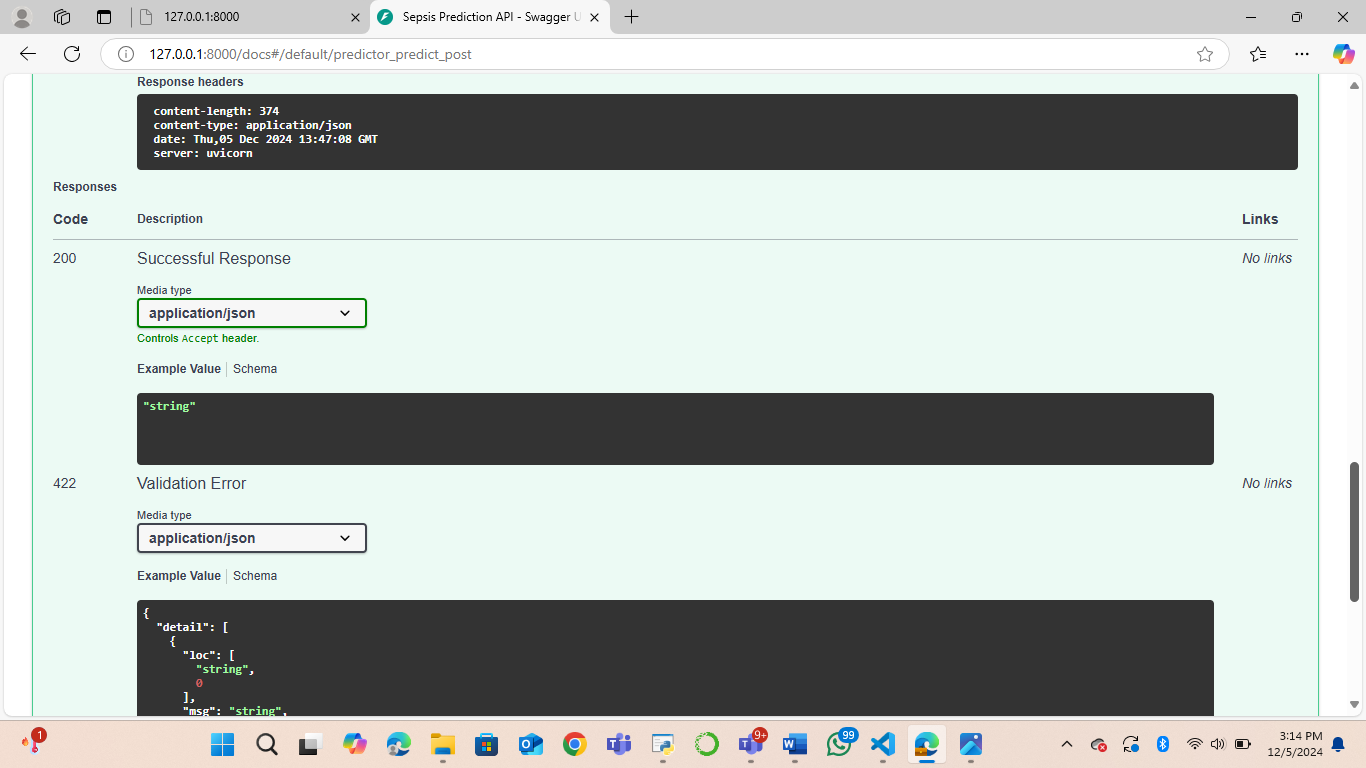 127.0.0.1:8000
Sepsis Prediction API - Swagger U
127.0.0.1:8000/docs#/default/predictor_predict_post
Response headers
content-length: 374
content-type: application/json
date: Thu,05 Dec 2024 13:47:08 GMT
server: uvicorn
Responses
Code Description Links
200 Successful Response No links
Media type
application/json
Controls Accept header.
Example Value Schema
"string"
422 Validation Error No links
Media type
application/json
Example Value Schema
{
"detail": [
{
"loc": [
"string",
0
],
"msg": "string",
1
9+
99
3:14 PM
12/5/2024